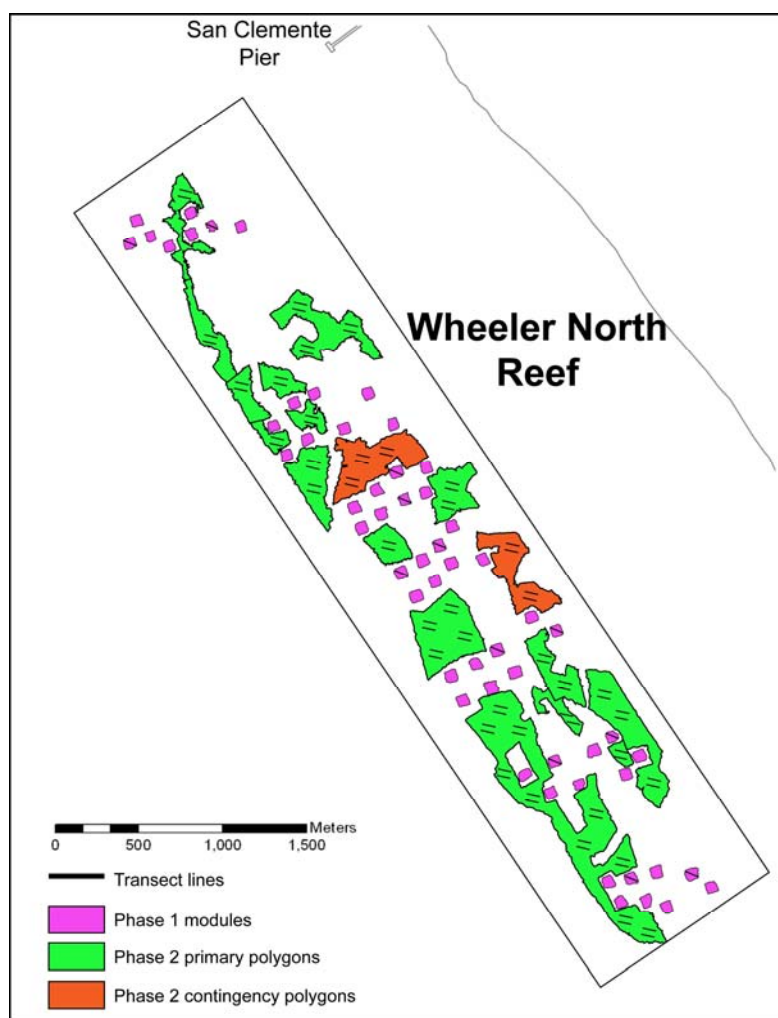 San Clemente
Pier
Wheeler North
Reef
Meters
0 500 1,000 1,500
Transect lines
Phase 1 modules
Phase 2 primary polygons
Phase 2 contingency polygons